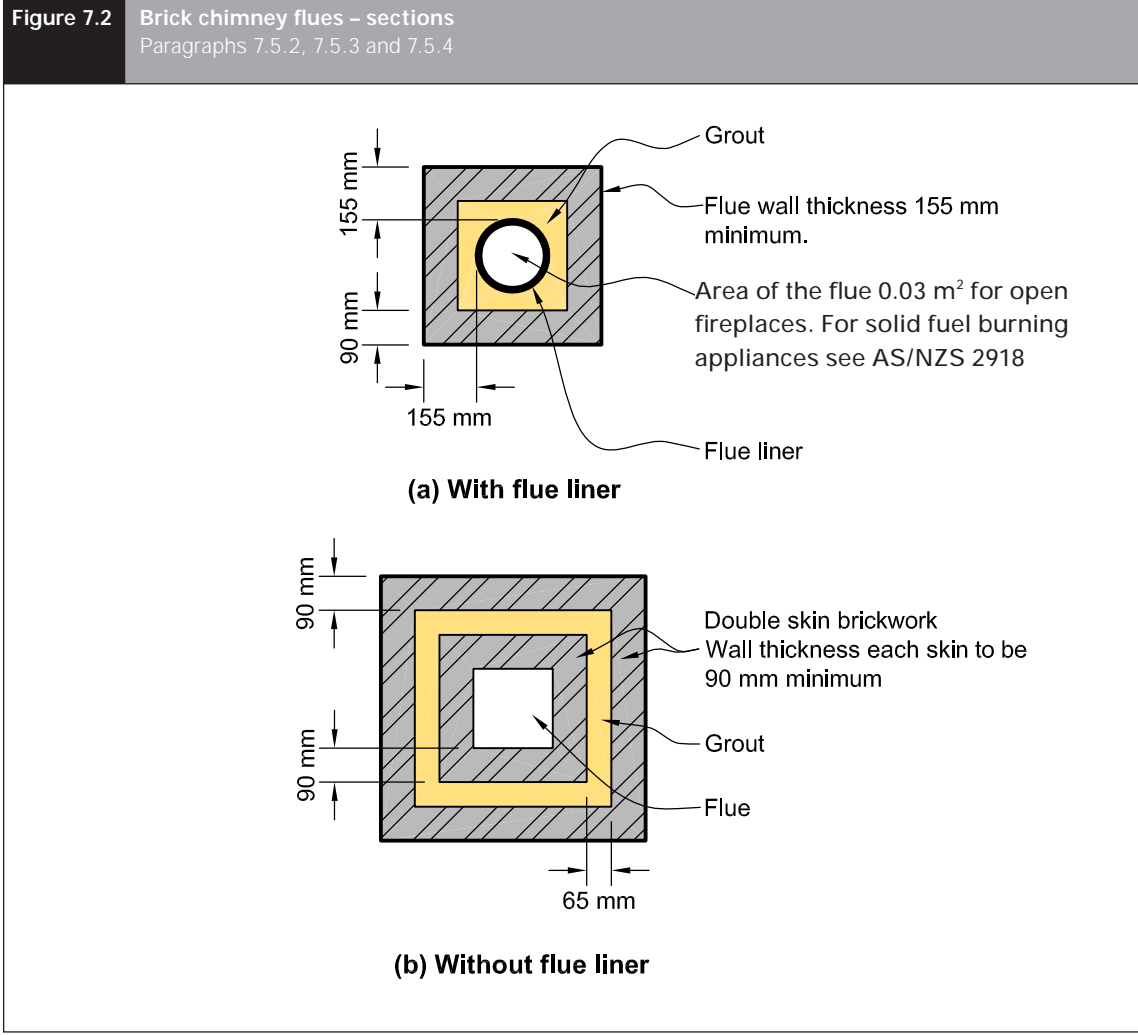 Figure 7.2
Brick chimney flues – sections
Paragraphs 7.5.2, 7.5.3 and 7.5.4
Grout
155 mm
Flue wall thickness 155 mm
minimum.
Area of the flue 0.03 m² for open
fireplaces. For solid fuel burning
appliances see AS/NZS 2918
90 mm
155 mm
Flue liner
(a) With flue liner
90 mm
Double skin brickwork
Wall thickness each skin to be
90 mm minimum
Grout
90 mm
Flue
65 mm
(b) Without flue liner